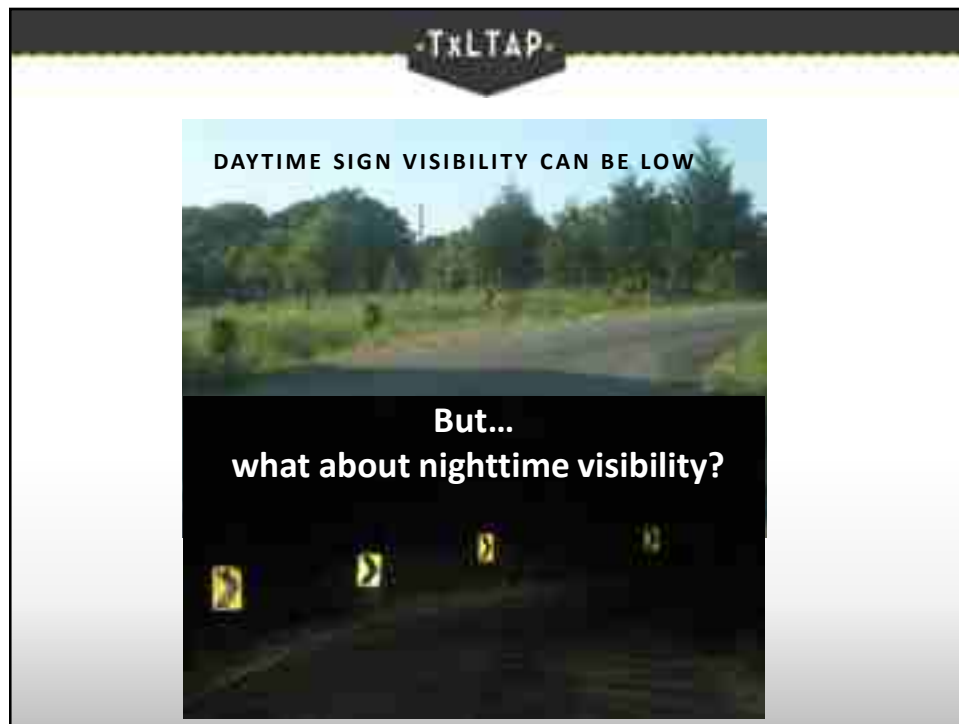 TxLTAP
DAYTIME SIGN VISIBILITY CAN BE LOW
But...
what about nighttime visibility?